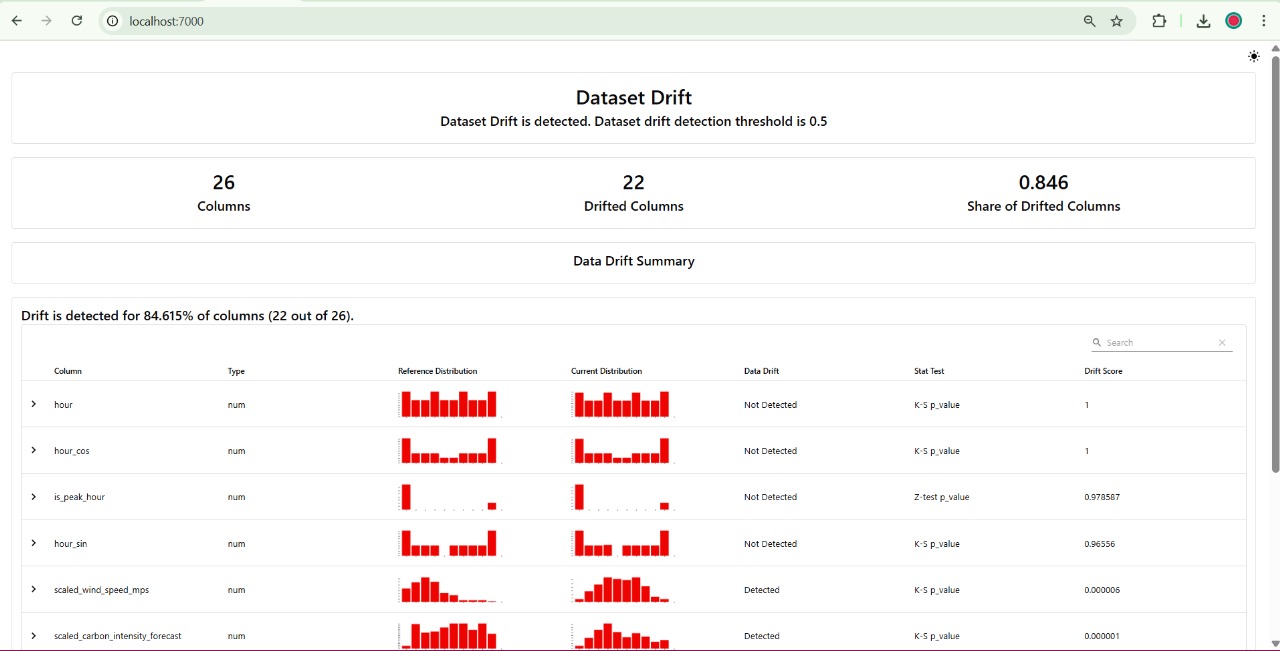 localhost:7000
Dataset Drift
Dataset Drift is detected. Dataset drift detection threshold is 0.5
26 22 0.846
Columns Drifted Columns Share of Drifted Columns
Data Drift Summary
Drift is detected for 84.615% of columns (22 out of 26).
Search
Column Type Reference Distribution Current Distribution Data Drift Stat Test Drift Score
hour num Not Detected K-S p_value 1
hour_cos num Not Detected K-S p_value 1
is_peak_hour num Not Detected Z-test p_value 0.978587
hour_sin num Not Detected K-S p_value 0.96556
scaled_wind_speed_mps num Detected K-S p_value 0.000006
scaled_carbon_intensity_forecast num Detected K-S p_value 0.000001